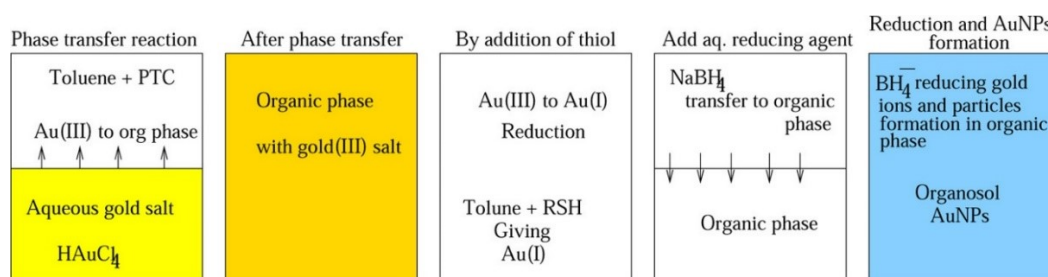 Phase transfer reaction
Toluene + PTC
Au(III) to org phase
Aqueous gold salt
HAuCl4
After phase transfer
Organic phase
with gold(III) salt
By addition of thiol
Au(III) to Au(I)
Reduction
Tolune + RSH
Giving
Au(I)
Add aq. reducing agent
NaBH4
transfer to organic
phase
Organic phase
Reduction and AuNPs
formation
BH4− reducing gold
ions and particles
formation in organic
phase
Organosol
AuNPs